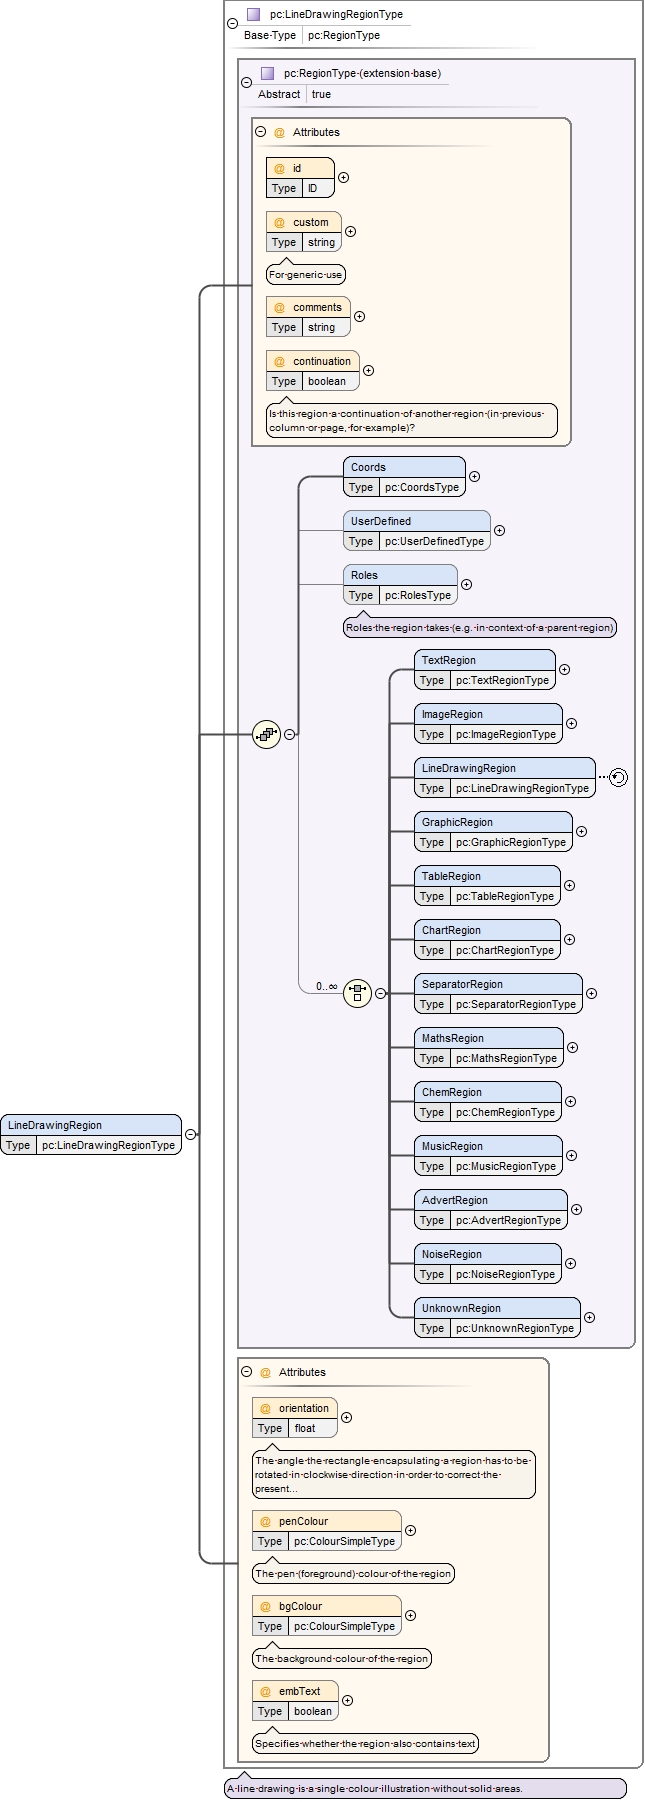 pc:LineDrawingRegionType
Base Type pc:RegionType
pc:RegionType (extension base)
Abstract true
@ Attributes
@ id
Type ID
@ custom
Type string
For generic use
@ comments
Type string
@ continuation
Type boolean
Is this region a continuation of another region (in previous
column or page, for example)?
Coords
Type pc:CoordsType
UserDefined
Type pc:UserDefinedType
Roles
Type pc:RolesType
Roles the region takes (e.g. in context of a parent region)
TextRegion
Type pc:TextRegionType
ImageRegion
Type pc:ImageRegionType
LineDrawingRegion
Type pc:LineDrawingRegionType
GraphicRegion
Type pc:GraphicRegionType
TableRegion
Type pc:TableRegionType
ChartRegion
Type pc:ChartRegionType
0..∞
SeparatorRegion
Type pc:SeparatorRegionType
MathsRegion
Type pc:MathsRegionType
ChemRegion
Type pc:ChemRegionType
LineDrawingRegion
Type pc:LineDrawingRegionType
MusicRegion
Type pc:MusicRegionType
AdvertRegion
Type pc:AdvertRegionType
NoiseRegion
Type pc:NoiseRegionType
UnknownRegion
Type pc:UnknownRegionType
@ Attributes
@ orientation
Type float
The angle the rectangle encapsulating a region has to be
rotated in clockwise direction in order to correct the
present...
@ penColour
Type pc:ColourSimpleType
The pen (foreground) colour of the region
@ bgColour
Type pc:ColourSimpleType
The background colour of the region
@ embText
Type boolean
Specifies whether the region also contains text
A line drawing is a single colour illustration without solid areas.